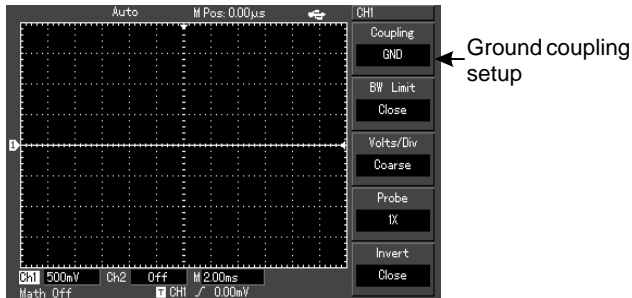 Auto M Pos: 0.00μs CH1
Coupling
GND
Ground coupling
setup
BW Limit
Close
1
Volts/Div
Coarse
Probe
1X
Invert
Close
Ch1 500mV Ch2 Off M 2.00ms
Math Off T CH1 / 0.00mV